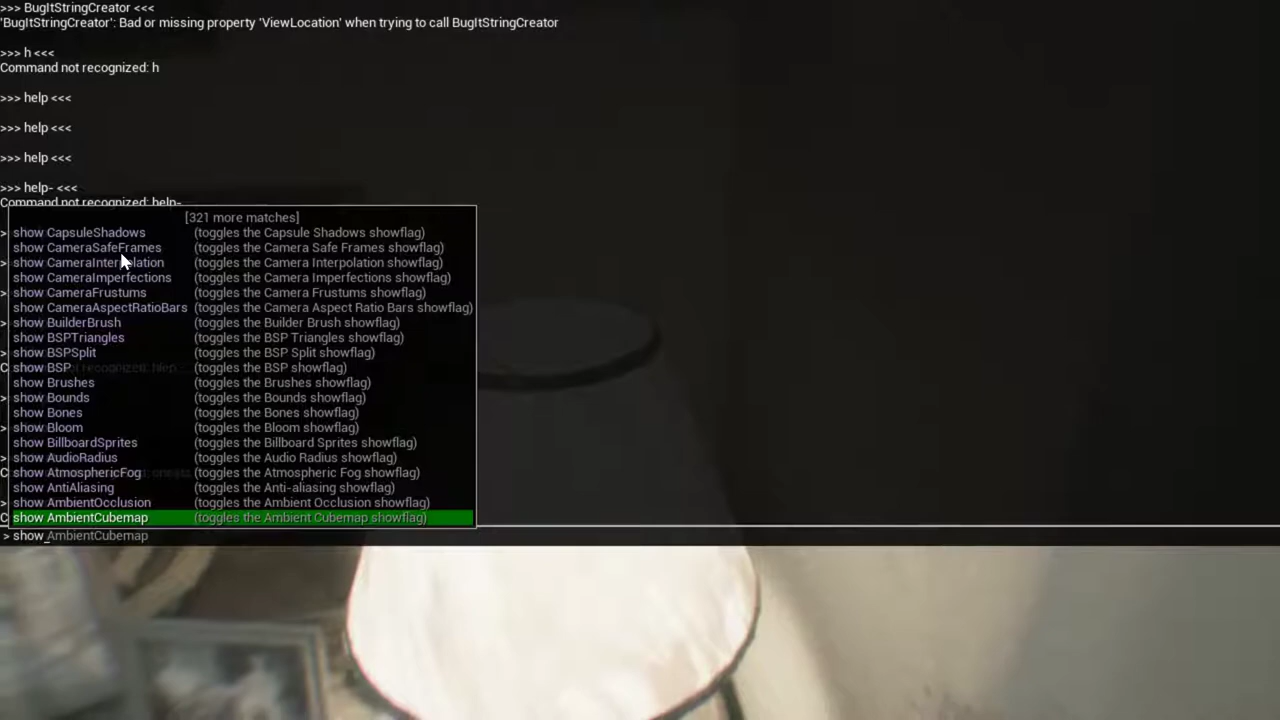 >>> BugItStringCreator <<<
'BugItStringCreator': Bad or missing property 'ViewLocation' when trying to call BugItStringCreator
>>> h <<<
Command not recognized: h
>>> help <<<
>>> help <<<
>>> help <<<
>>> help- <<<
Command not recognized: help-
[321 more matches]
> show CapsuleShadows (toggles the Capsule Shadows showflag)
show CameraSafeFrames (toggles the Camera Safe Frames showflag)
> show CameraInterpolation (toggles the Camera Interpolation showflag)
show CameraImperfections (toggles the Camera Imperfections showflag)
> show CameraFrustums (toggles the Camera Frustums showflag)
show CameraAspectRatioBars (toggles the Camera Aspect Ratio Bars showflag)
> show BuilderBrush (toggles the Builder Brush showflag)
show BSPTriangles (toggles the BSP Triangles showflag)
> show BSPSplit (toggles the BSP Split showflag)
C show BSP (toggles the BSP showflag)
show Brushes (toggles the Brushes showflag)
> show Bounds (toggles the Bounds showflag)
show Bones (toggles the Bones showflag)
> show Bloom (toggles the Bloom showflag)
show BillboardSprites (toggles the Billboard Sprites showflag)
> show AudioRadius (toggles the Audio Radius showflag)
C show AtmosphericFog (toggles the Atmospheric Fog showflag)
show AntiAliasing (toggles the Anti-aliasing showflag)
> show AmbientOcclusion (toggles the Ambient Occlusion showflag)
C show AmbientCubemap (toggles the Ambient Cubemap showflag)
> show_AmbientCubemap